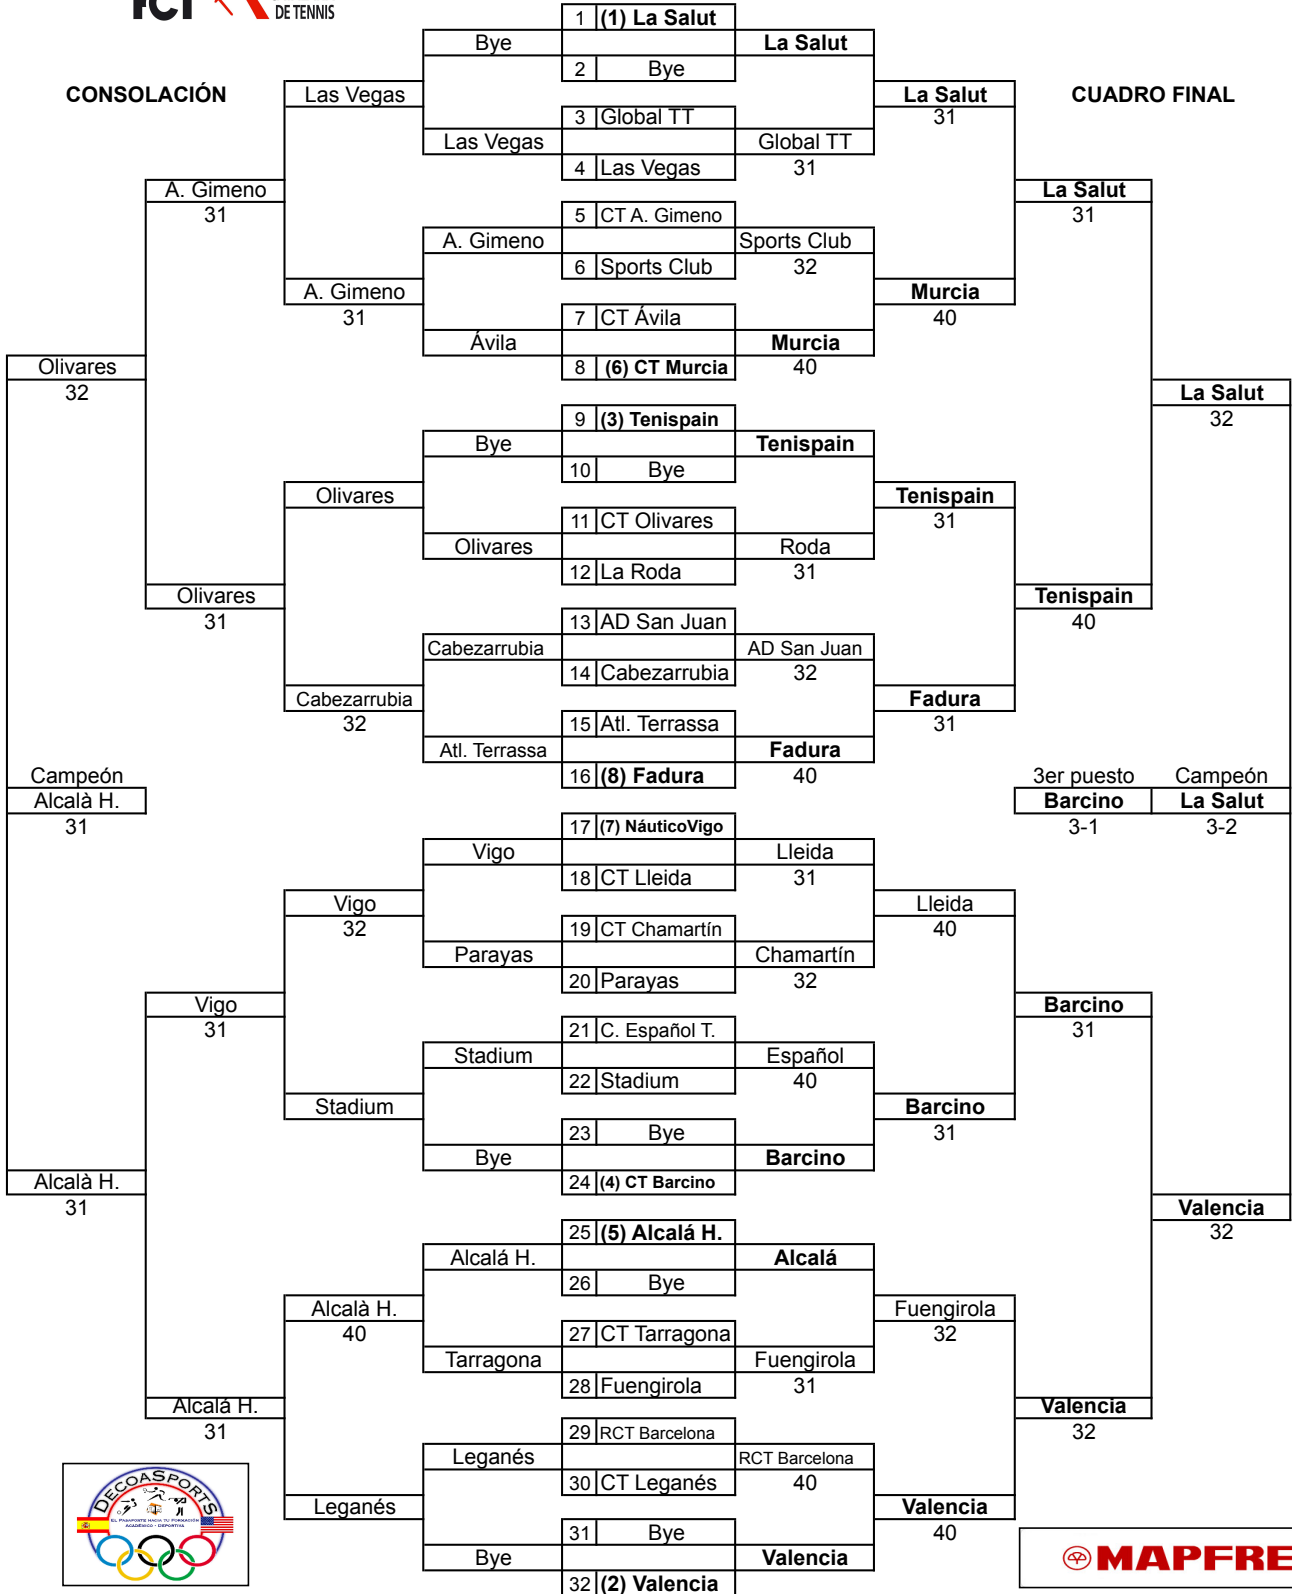 FCT
DE TENNIS
1 (1) La Salut
Bye La Salut
2 Bye
CONSOLACIÓN Las Vegas La Salut CUADRO FINAL
3 Global TT 31
Las Vegas Global TT
4 Las Vegas 31
A. Gimeno La Salut
31 5 CT A. Gimeno 31
A. Gimeno Sports Club
6 Sports Club 32
A. Gimeno Murcia
31 7 CT Ávila 40
Ávila Murcia
Olivares 8 (6) CT Murcia 40
32 La Salut
9 (3) Tenispain 32
Bye Tenispain
10 Bye
Olivares Tenispain
11 CT Olivares 31
Olivares Roda
12 La Roda 31
Olivares Tenispain
31 13 AD San Juan 40
Cabezarrubia AD San Juan
14 Cabezarrubia 32
Cabezarrubia Fadura
32 15 Atl. Terrassa 31
Atl. Terrassa Fadura
Campeón 16 (8) Fadura 40 3er puesto Campeón
Alcalà H. Barcino La Salut
31 17 (7) NáuticoVigo 3-1 3-2
Vigo Lleida
18 CT Lleida 31
Vigo Lleida
32 19 CT Chamartín 40
Parayas Chamartín
20 Parayas 32
Vigo Barcino
31 21 C. Español T. 31
Stadium Español
22 Stadium 40
Stadium Barcino
23 Bye 31
Bye Barcino
Alcalà H. 24 (4) CT Barcino
31 Valencia
25 (5) Alcalá H. 32
Alcalá H. Alcalá
26 Bye
Alcalà H. Fuengirola
40 27 CT Tarragona 32
Tarragona Fuengirola
28 Fuengirola 31
Alcalá H. Valencia
31 29 RCT Barcelona 32
Leganés RCT Barcelona
30 CT Leganés 40
Leganés Valencia
31 Bye 40
Bye Valencia
32 (2) Valencia
DECOASPORTS
EL PASAPORTE HACIA TU FORMACIÓN
ACADÉMICO - DEPORTIVA
MAPFRE